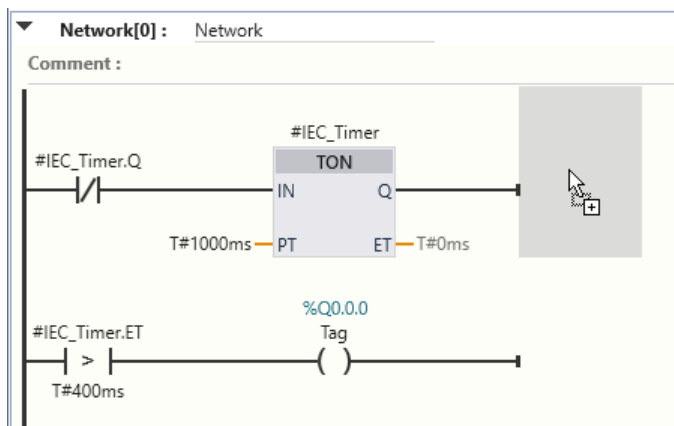 Network[0] : Network
Comment :
#IEC_Timer
#IEC_Timer.Q
TON
IN Q
T#1000ms PT ET T#0ms
%Q0.0.0
#IEC_Timer.ET Tag
>
T#400ms